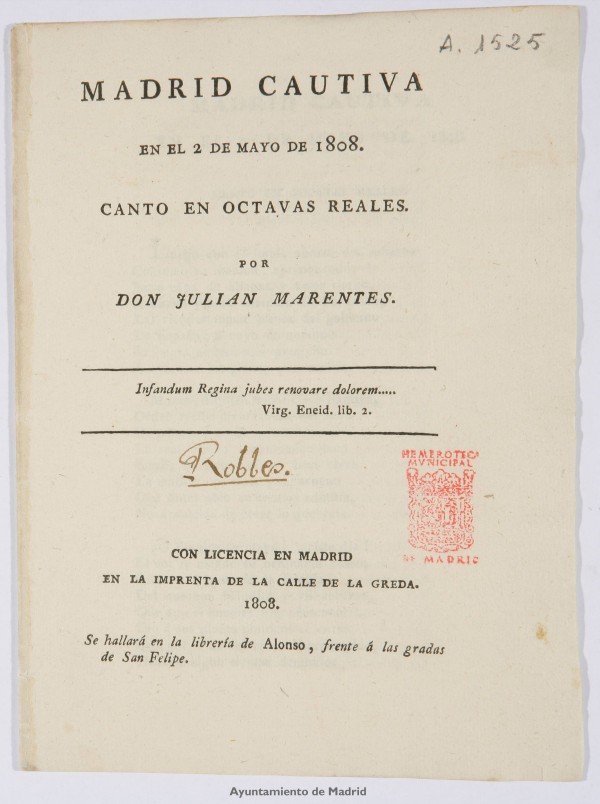 A. 1525
MADRID CAUTIVA
EN EL 2 DE MAYO DE 1808.
CANTO EN OCTAVAS REALES.
POR
DON JULIAN MARENTES.
Infandum Regina jubes renovare dolorem.....
Virg. Eneid. lib. 2.
Robles.
HEMEROTECA
MUNICIPAL
MADRID
CON LICENCIA EN MADRID
EN LA IMPRENTA DE LA CALLE DE LA GREDA.
1808.
Se hallará en la librería de Alonso, frente á las gradas
de San Felipe.
Ayuntamiento de Madrid